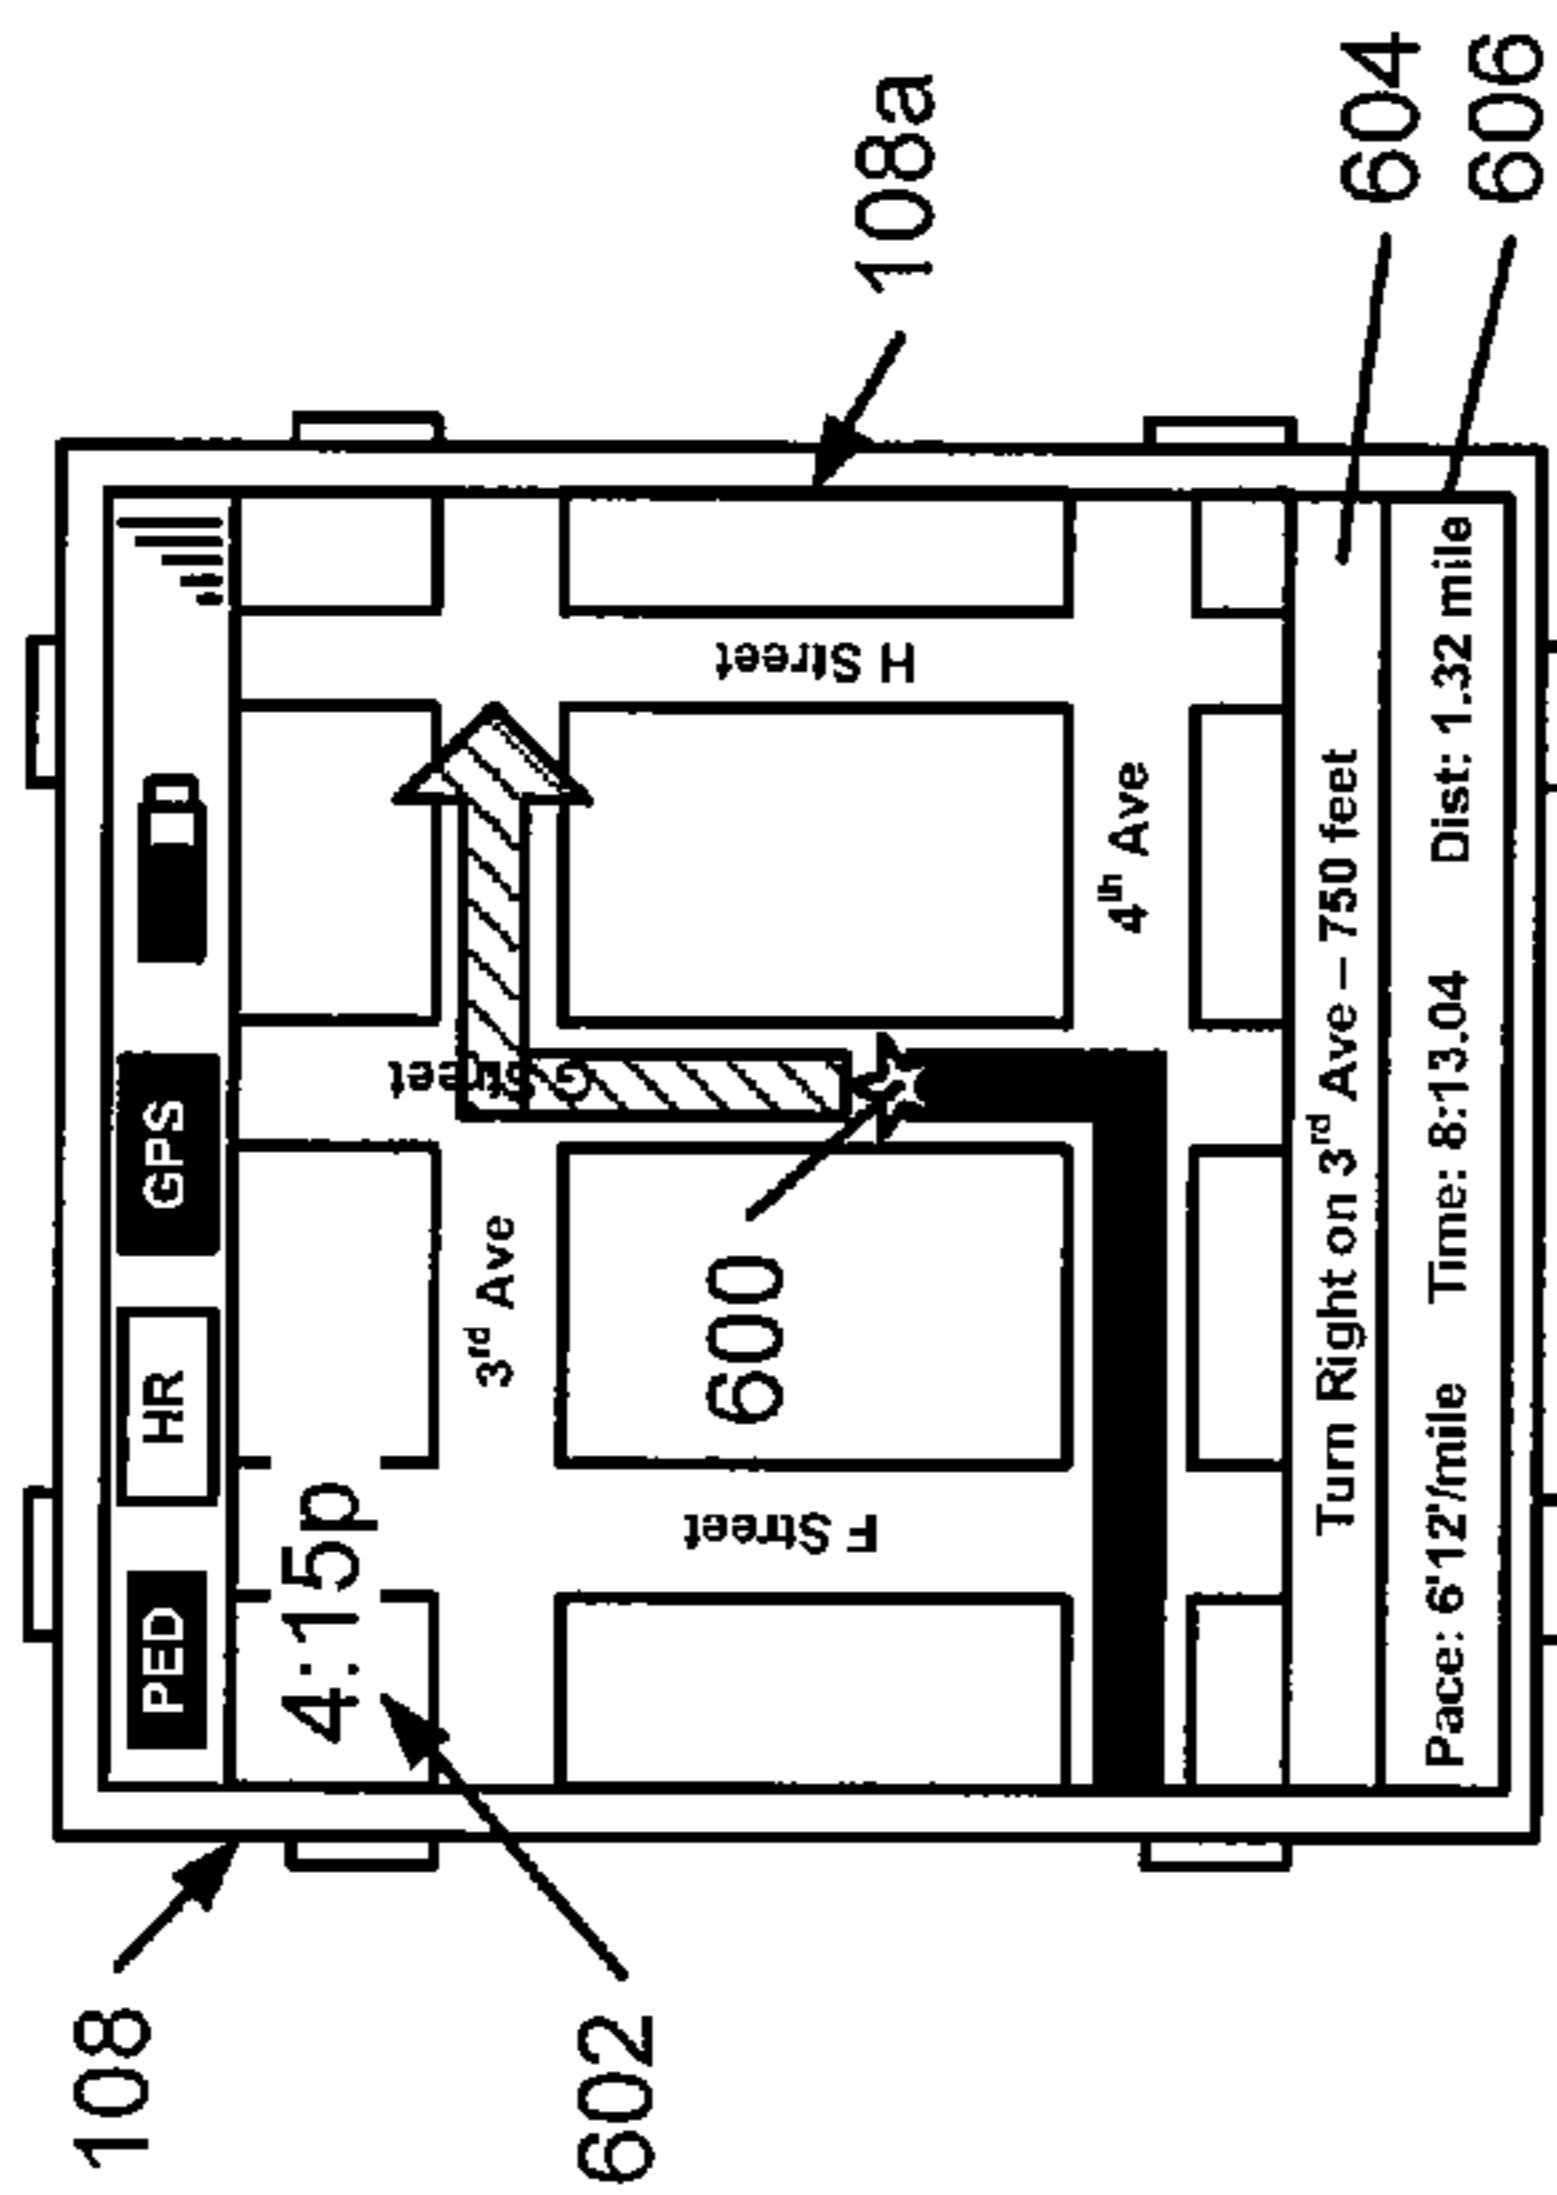 108
PED HR GPS
4:15p
602
3rd Ave
G Street
108a
F Street
600
H Street
4th Ave
Turn Right on 3rd Ave – 750 feet
604
Pace: 6'12'/mile Time: 8:13.04 Dist: 1.32 mile
606